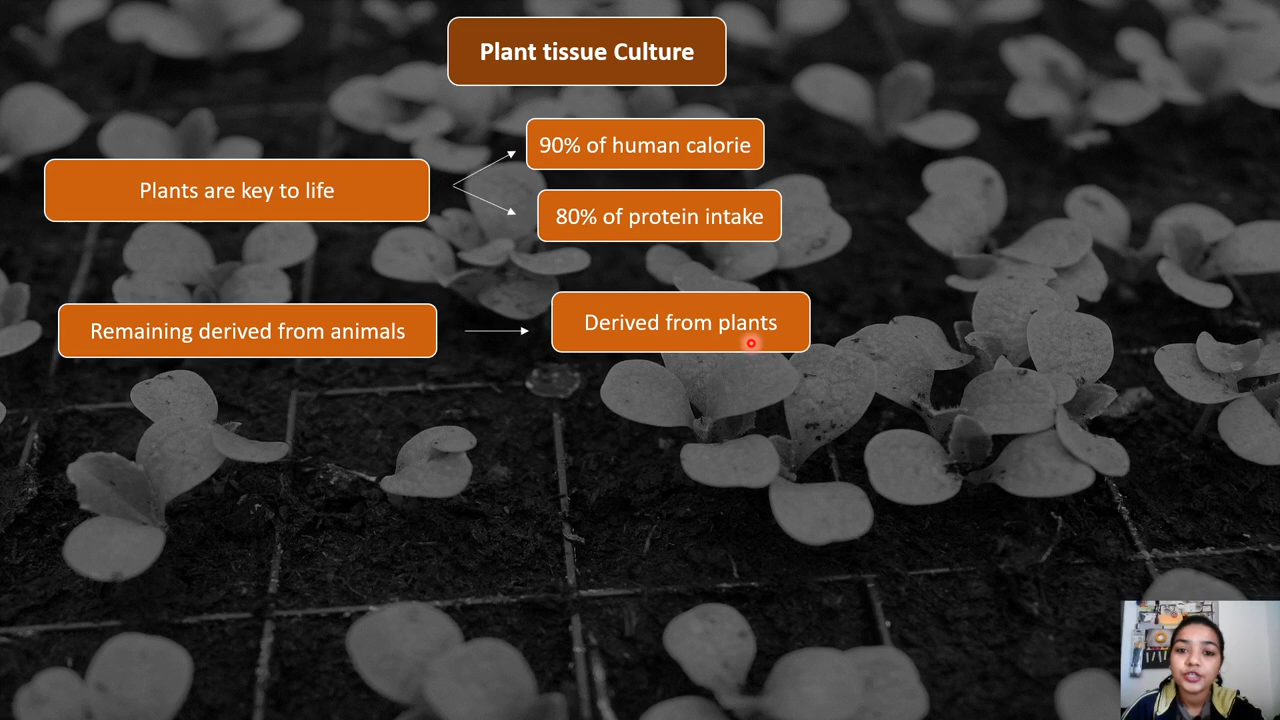 Plant tissue Culture
90% of human calorie
Plants are key to life
80% of protein intake
Remaining derived from animals
Derived from plants